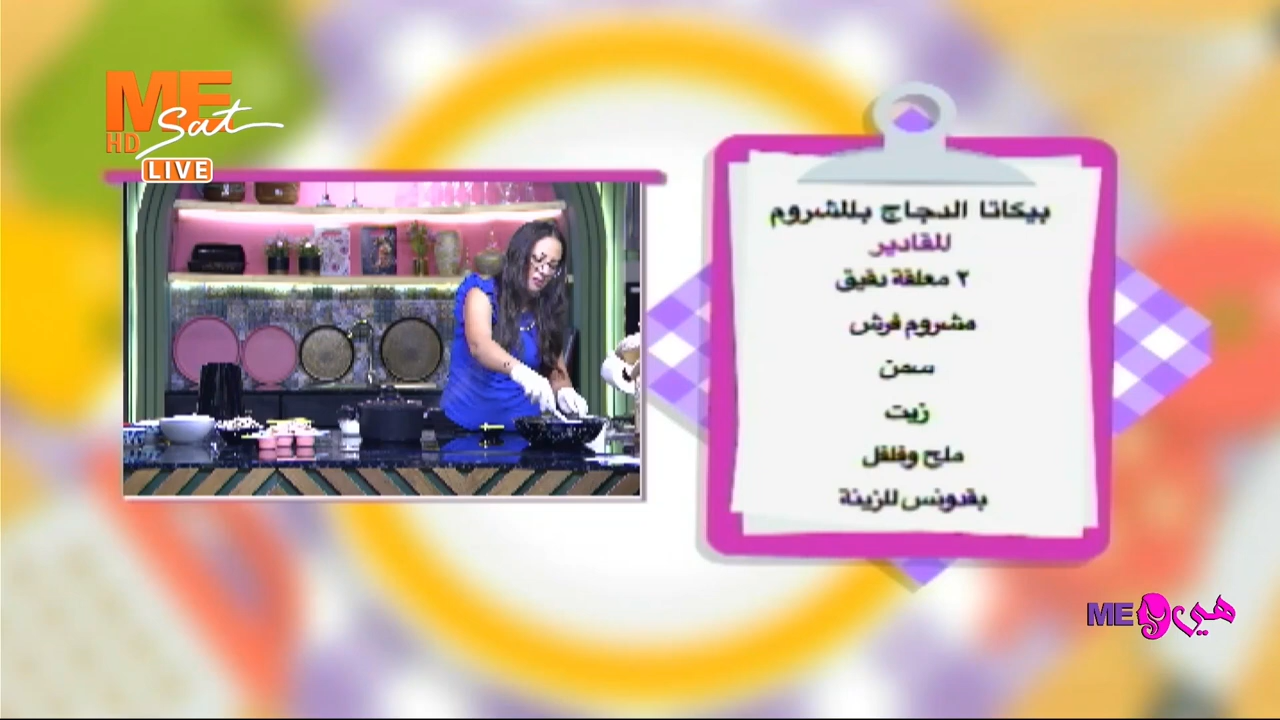 ME
Sat
HD
LIVE
بيكاتا الدجاج بالمشروم
المقادير
٢ معلقة دقيق
مشروم فرش
سمن
زيت
ملح وفلفل
بقدونس للزينة
ME هي